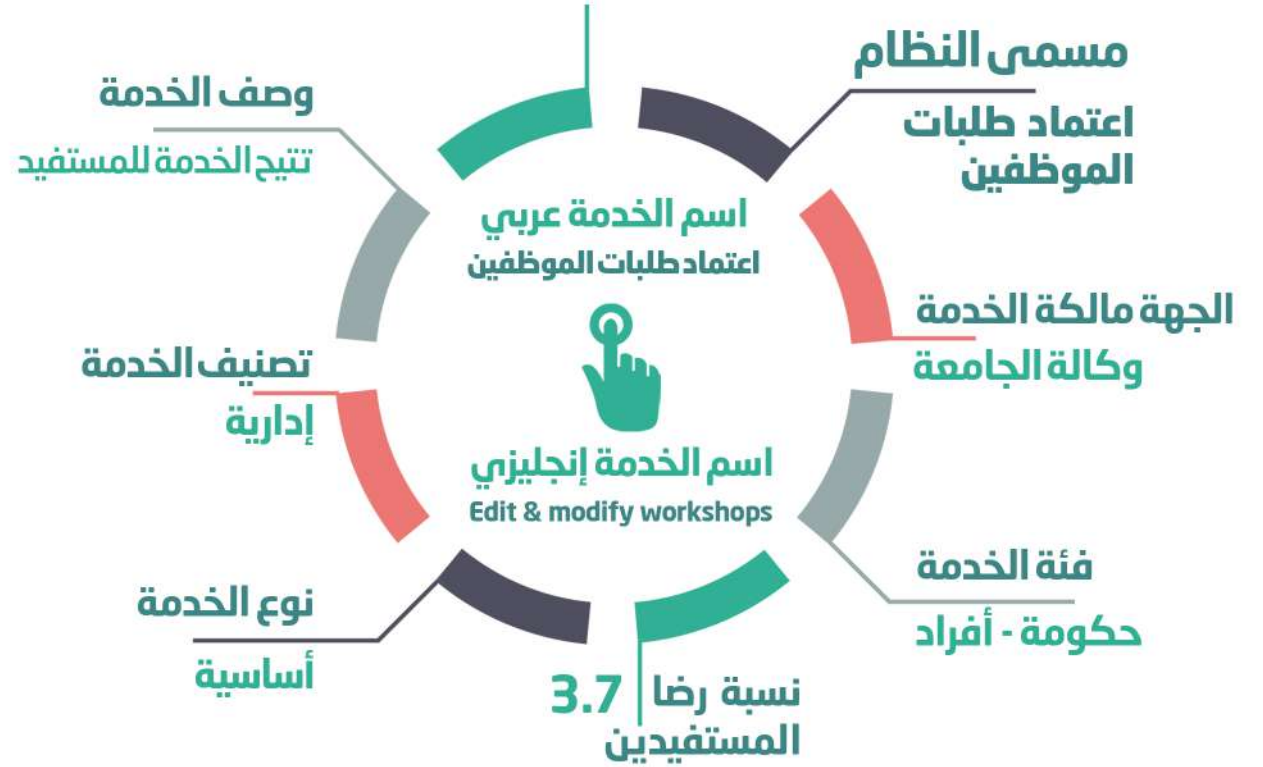 مسمى النظام
اعتماد طلبات
الموظفين
الجهة مالكة الخدمة
وكالة الجامعة
فئة الخدمة
حكومة - أفراد
نسبة رضا 3.7
المستفيدين
وصف الخدمة
تتيح الخدمة للمستفيد
تصنيف الخدمة
إدارية
نوع الخدمة
أساسية
اسم الخدمة عربي
اعتماد طلبات الموظفين
اسم الخدمة إنجليزي
Edit & modify workshops